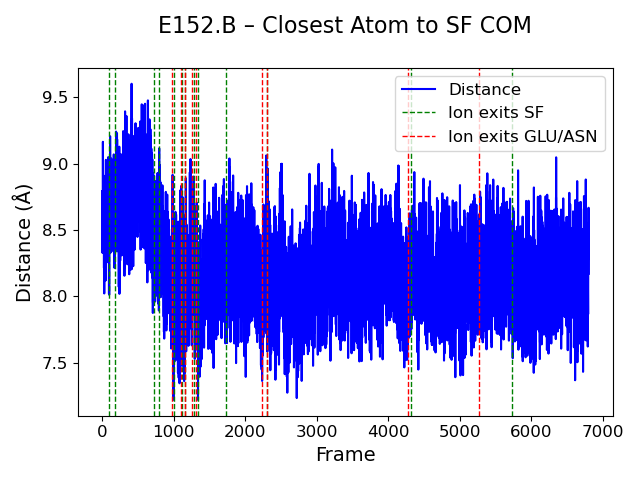 E152.B – Closest Atom to SF COM
Distance
Ion exits SF
Ion exits GLU/ASN
Distance (Å)
9.5
9.0
8.5
8.0
7.5
0 1000 2000 3000 4000 5000 6000 7000
Frame